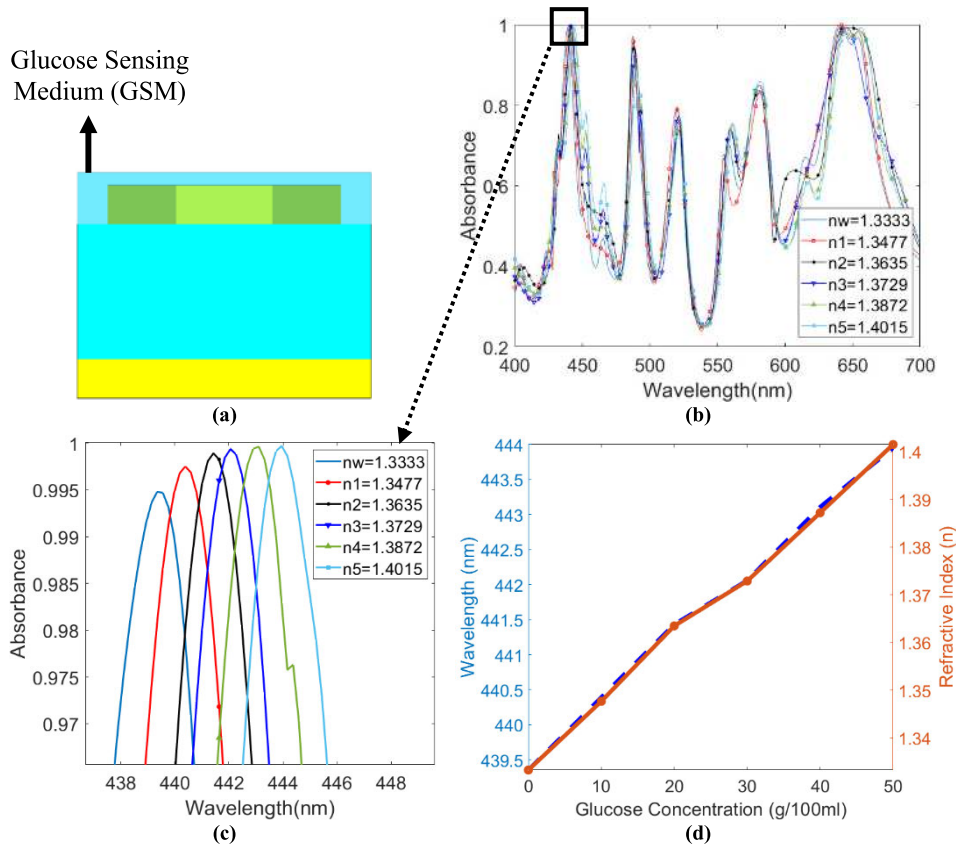 Glucose Sensing
Medium (GSM)
(a)
Absorbance
1
0.8
0.6
0.4
0.2
nw=1.3333
n1=1.3477
n2=1.3635
n3=1.3729
n4=1.3872
n5=1.4015
400 450 500 550 600 650 700
Wavelength(nm)
(b)
Absorbance
1
0.995
0.99
0.985
0.98
0.975
0.97
nw=1.3333
n1=1.3477
n2=1.3635
n3=1.3729
n4=1.3872
n5=1.4015
438 440 442 444 446 448
Wavelength(nm)
(c)
Wavelength (nm)
444
443.5
443
442.5
442
441.5
441
440.5
440
439.5
Refractive Index (n)
1.4
1.39
1.38
1.37
1.36
1.35
1.34
0 10 20 30 40 50
Glucose Concentration (g/100ml)
(d)